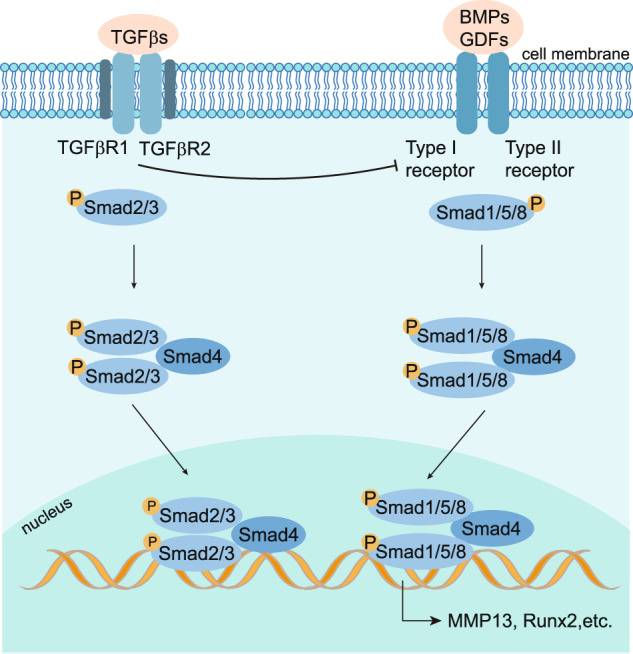 TGFβs
BMPs
GDFs
cell membrane
TGFβR1
TGFβR2
Type I
receptor
Type II
receptor
P
Smad2/3
Smad1/5/8
P
P
Smad2/3
P
Smad2/3
Smad4
P
Smad1/5/8
P
Smad1/5/8
Smad4
nucleus
P
Smad2/3
P
Smad2/3
Smad4
P
Smad1/5/8
P
Smad1/5/8
Smad4
MMP13, Runx2,etc.